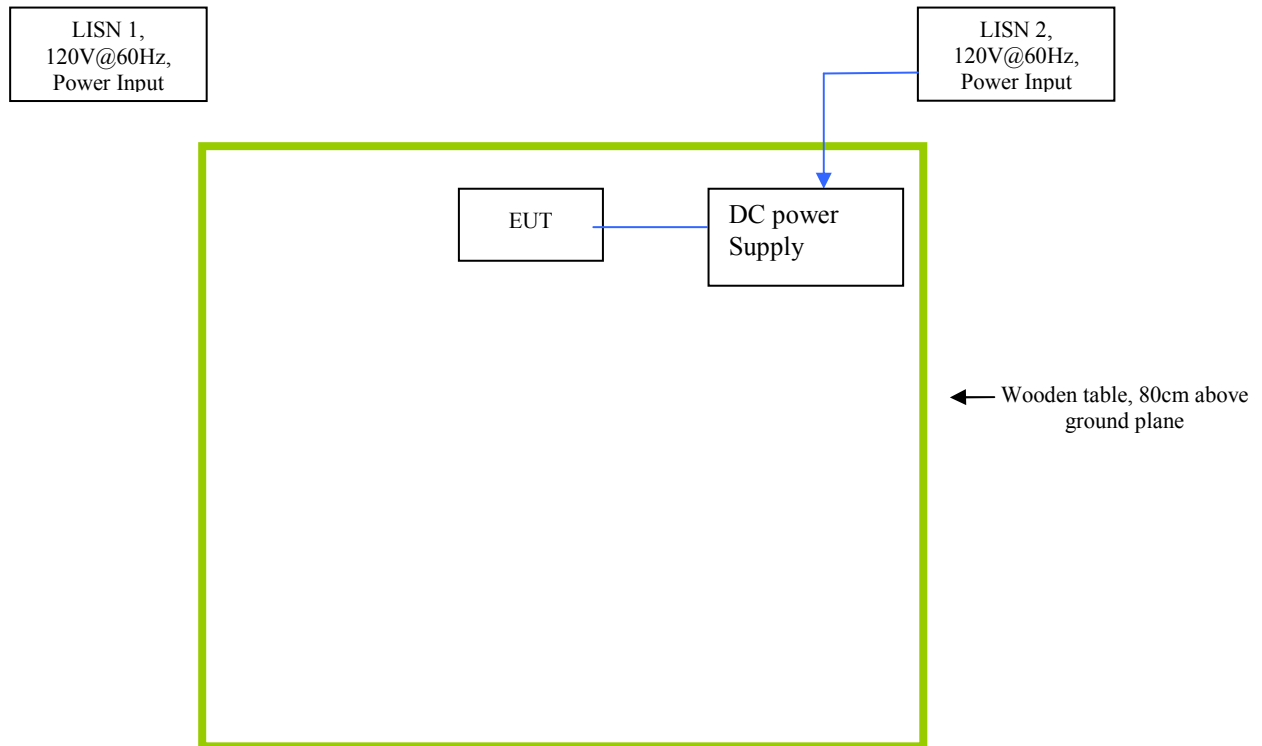 LISN 1,
120V@60Hz,
Power Input
LISN 2,
120V@60Hz,
Power Input
EUT
DC power
Supply
Wooden table, 80cm above
ground plane